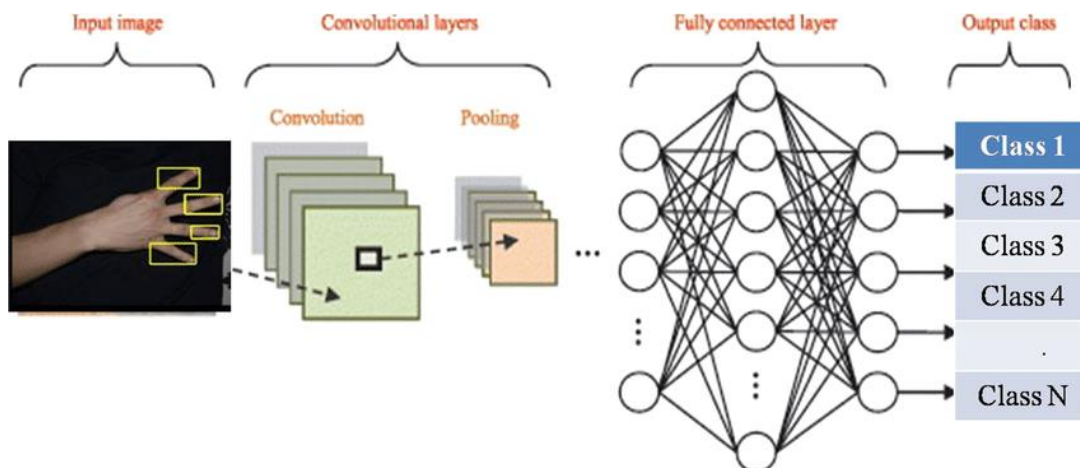 Input image
Convolutional layers
Fully connected layer
Output class
Convolution
Pooling
...
Class 1
Class 2
Class 3
Class 4
.
Class N